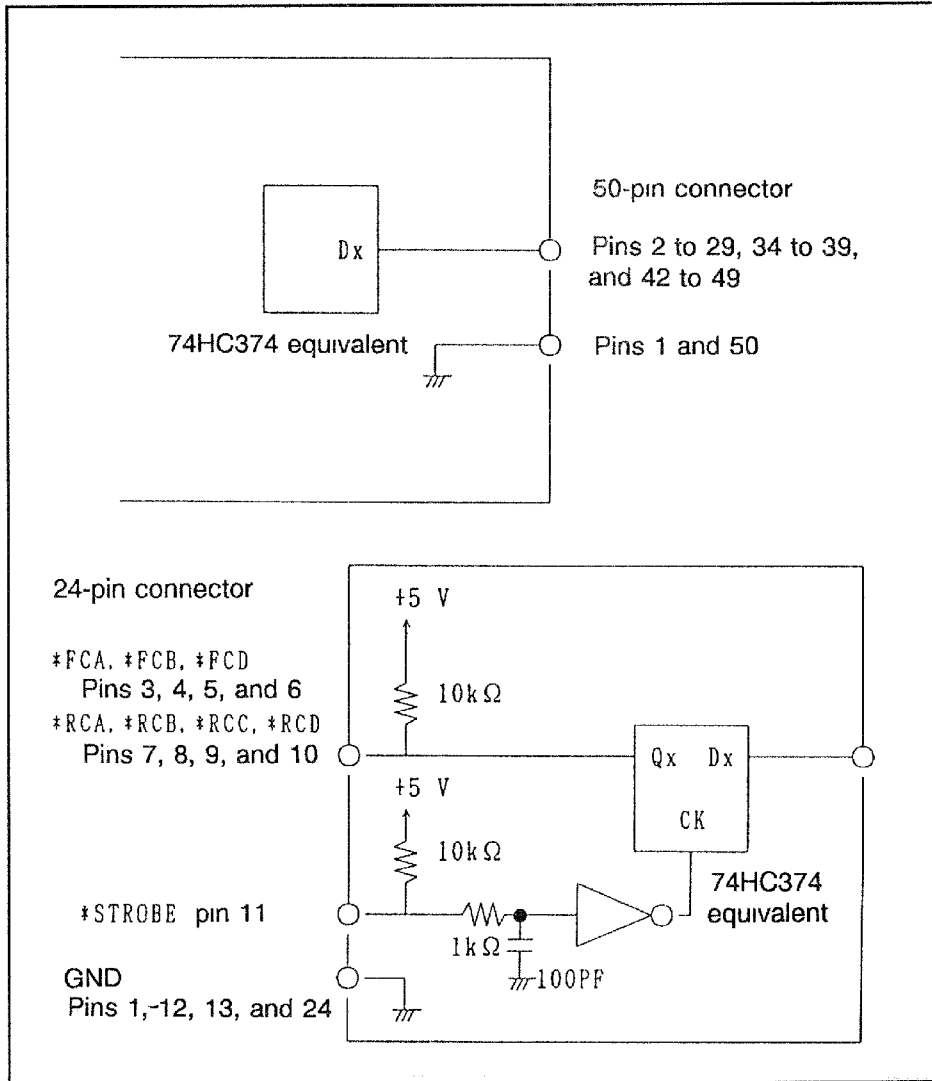 50-pin connector
Dx
Pins 2 to 29, 34 to 39,
and 42 to 49
74HC374 equivalent
Pins 1 and 50
24-pin connector
+5 V
*FCA, *FCB, *FCD
Pins 3, 4, 5, and 6
10kΩ
*RCA, *RCB, *RCC, *RCD
Pins 7, 8, 9, and 10
Qx Dx
+5 V
CK
10kΩ
74HC374
equivalent
*STROBE pin 11
1kΩ
100PF
GND
Pins 1,-12, 13, and 24